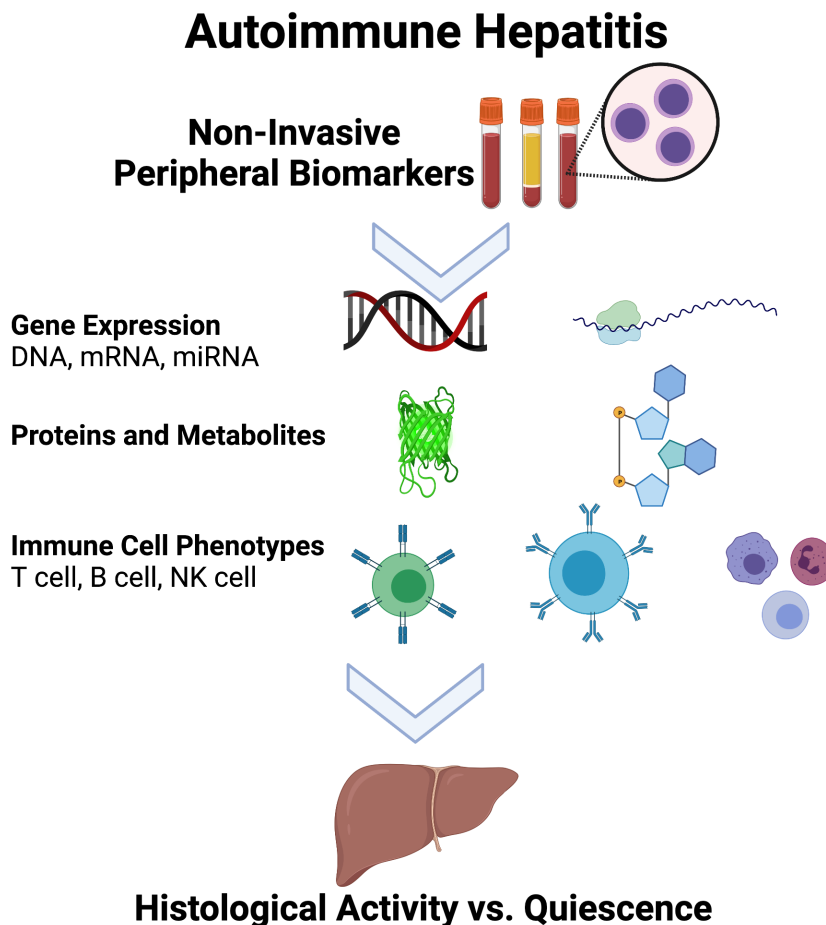 Autoimmune Hepatitis
Non-Invasive
Peripheral Biomarkers
Gene Expression
DNA, mRNA, miRNA
Proteins and Metabolites
P
P
Immune Cell Phenotypes
T cell, B cell, NK cell
Histological Activity vs. Quiescence